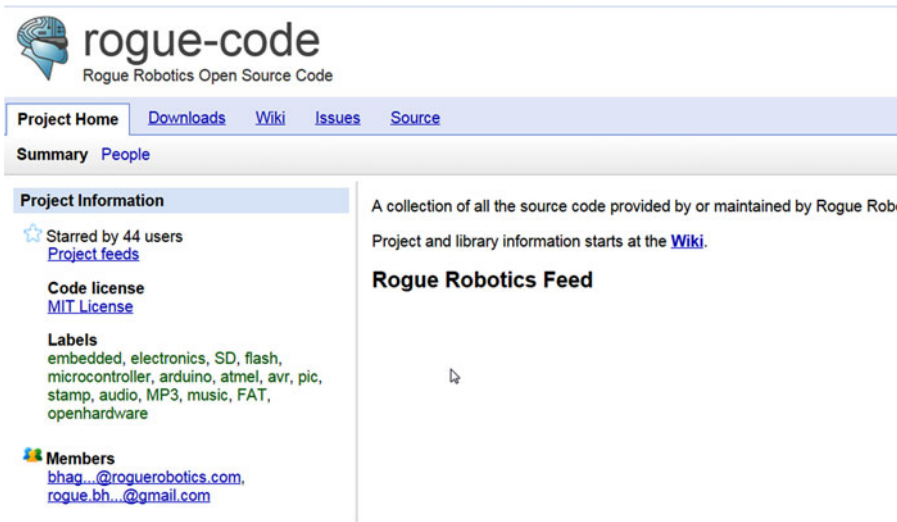 rogue-code
Rogue Robotics Open Source Code
Project Home Downloads Wiki Issues Source
Summary People
Project Information
Starred by 44 users
Project feeds
Code license
MIT License
Labels
embedded, electronics, SD, flash,
microcontroller, arduino, atmel, avr, pic,
stamp, audio, MP3, music, FAT,
openhardware
Members
bhag...@roguerobotics.com,
rogue.bh...@gmail.com
A collection of all the source code provided by or maintained by Rogue Rob
Project and library information starts at the Wiki.
Rogue Robotics Feed